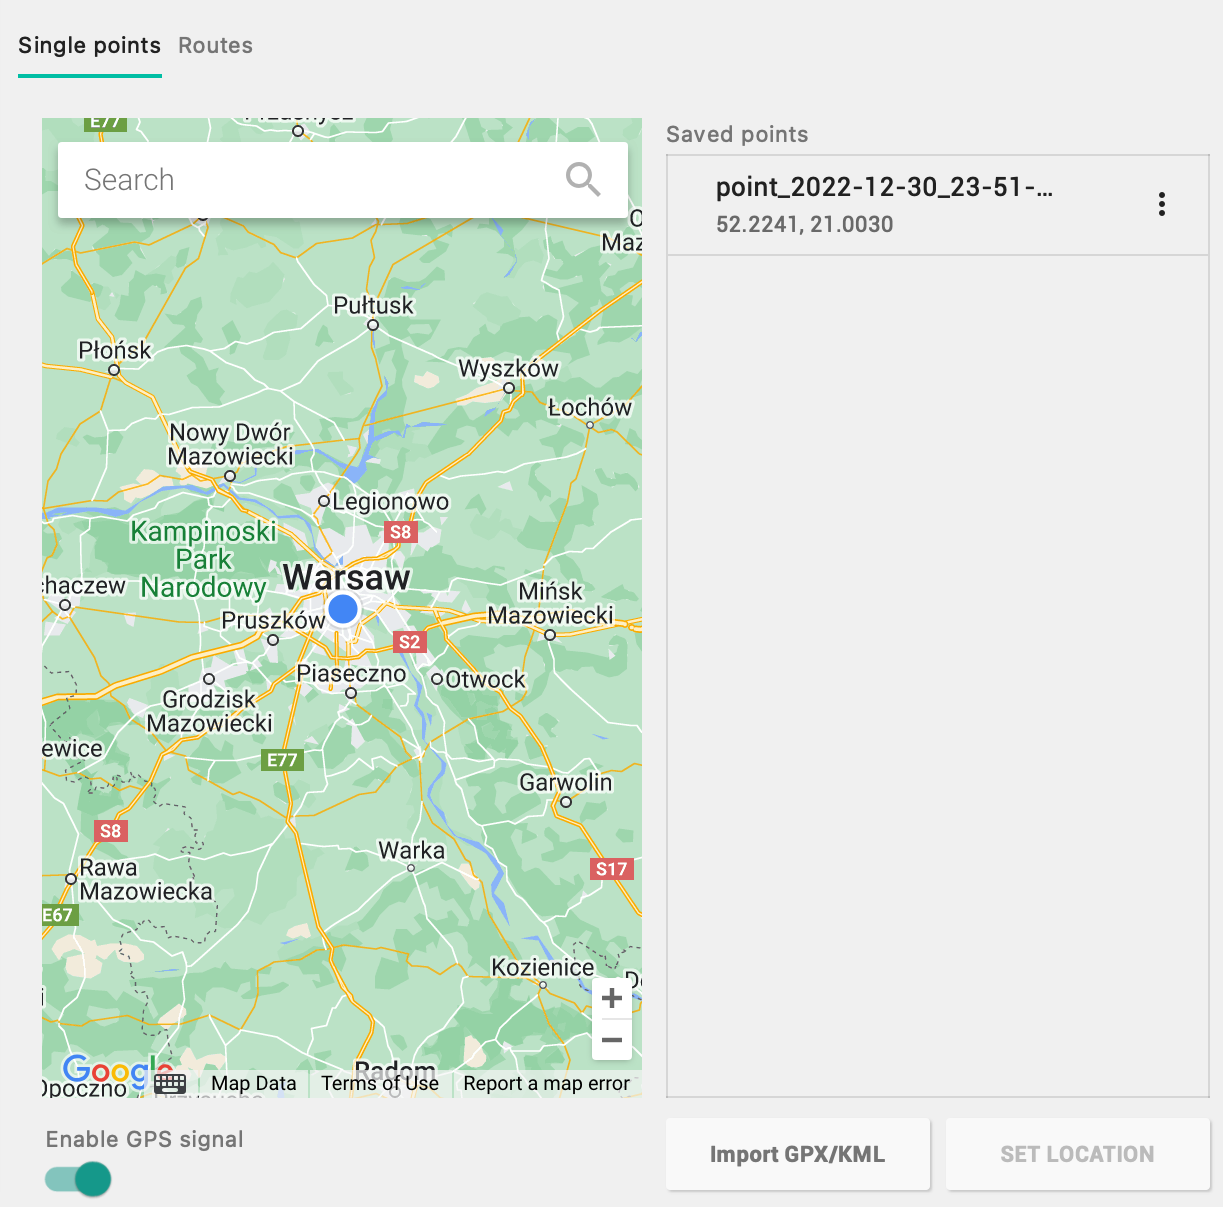 Single points
Routes
E77
Search
Pułtusk
Płońsk
Wyszków
Łochów
Nowy Dwór
Mazowiecki
Legionowo
S8
Kampinoski
Park
Narodowy
Warsaw
chaczew
Mińsk
Mazowiecki
Pruszków
S2
Piaseczno
Otwock
Grodzisk
Mazowiecki
ewice
E77
Garwolin
S8
Warka
Rawa
Mazowiecka
S17
E67
Kozienice
+
−
Google
Radom
Opoczno
Map Data
Terms of Use
Report a map error
Saved points
point_2022-12-30_23-51-...
52.2241, 21.0030
Enable GPS signal
Import GPX/KML
SET LOCATION